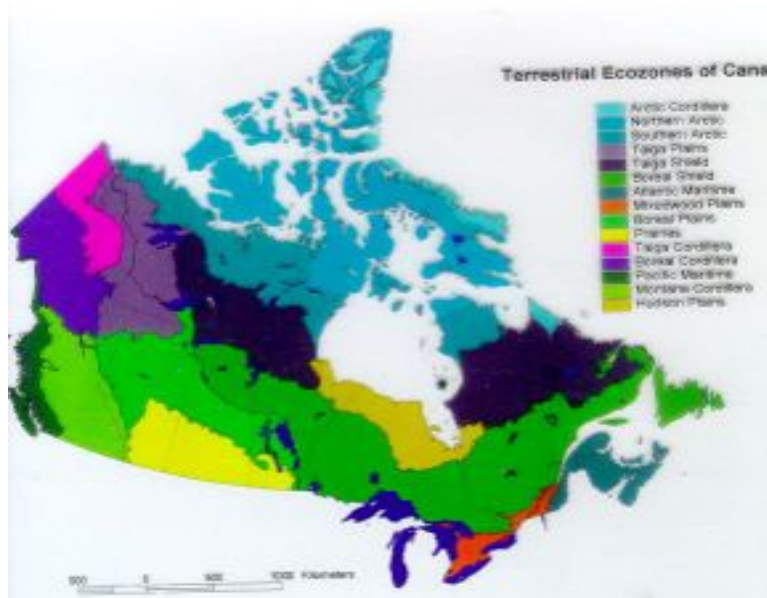 Terrestrial Ecozones of Cana
Arctic Cordillera
Northern Arctic
Southern Arctic
Taiga Plains
Taiga Shield
Boreal Shield
Atlantic Maritime
Mixedwood Plains
Boreal Plains
Prairies
Taiga Cordillera
Boreal Cordillera
Pacific Maritime
Montane Cordillera
Hudson Plains
500 0 500 1000 Kilometers